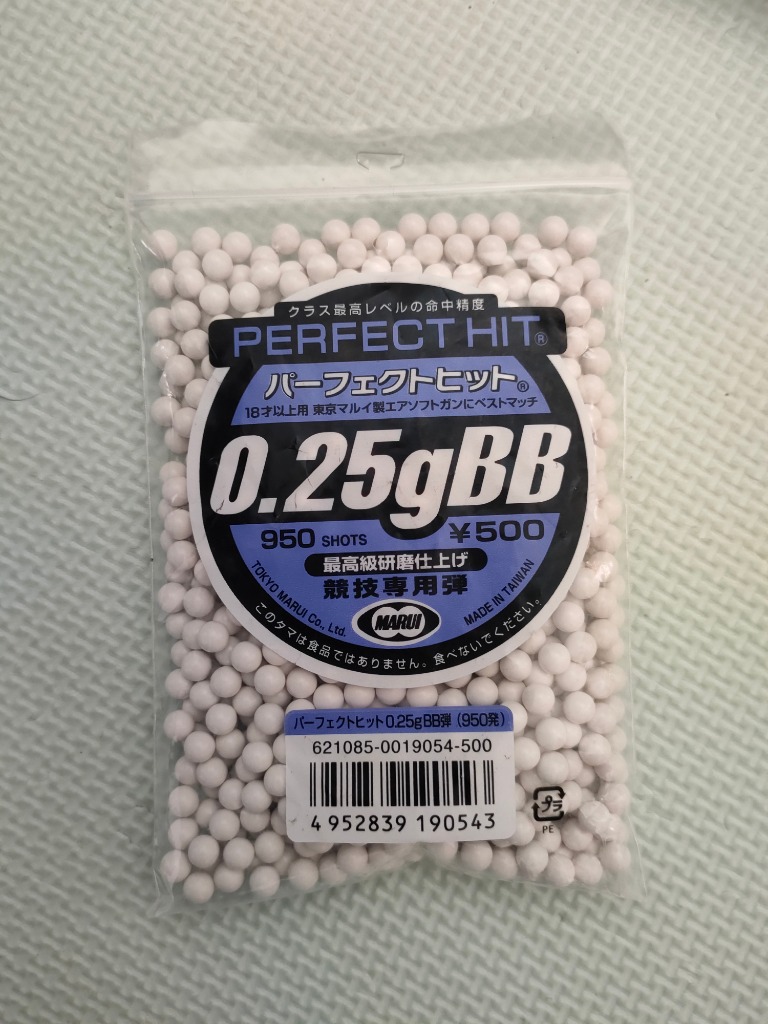 クラス最高レベルの命中精度
PERFECT HIT®
パーフェクトヒット®
18才以上用 東京マルイ製エアソフトガンにベストマッチ
0.25gBB
950 SHOTS ¥500
最高級研磨仕上げ
競技専用弾
TOKYO MARUI Co., Ltd.
MARUI
MADE IN TAIWAN
このタマは食品ではありません。食べないでください。
パーフェクトヒット0.25gBB弾(950発)
621085-0019054-500
4 952839 190543
プラ
PE